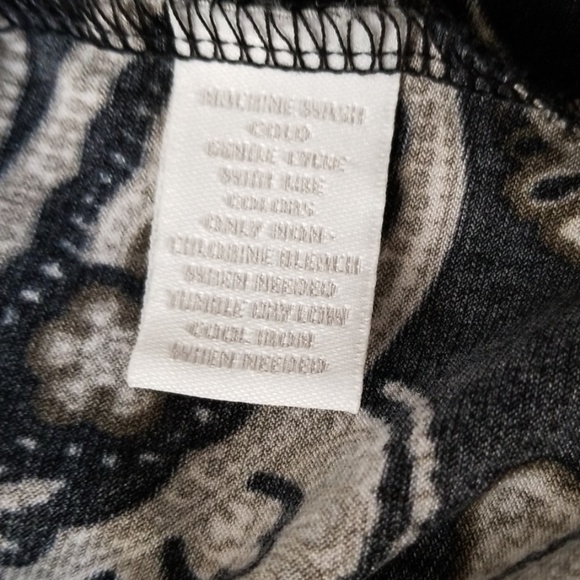 MACHINE WASH
COLD
GENTLE CYCLE
WITH LIKE
COLORS
ONLY NON-
CHLORINE BLEACH
WHEN NEEDED
TUMBLE DRY LOW
COOL IRON
WHEN NEEDED